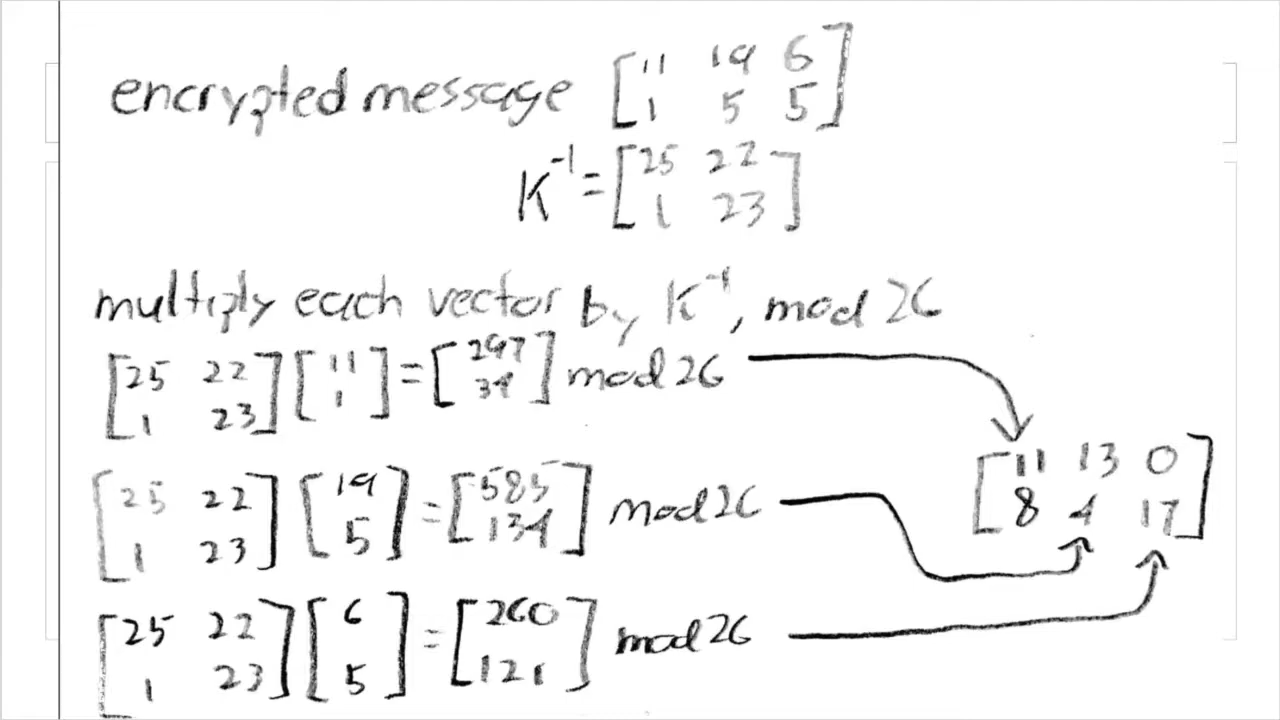 encrypted message [11 19 6
1 5 5]
K⁻¹ = [25 22
1 23]
multiply each vector by K⁻¹, mod 26
[25 22
1 23] [11
1] = [297
34] mod 26
[25 22
1 23] [19
5] = [585
134] mod 26
[11 13 0
8 4 17]
[25 22
1 23] [6
5] = [260
121] mod 26